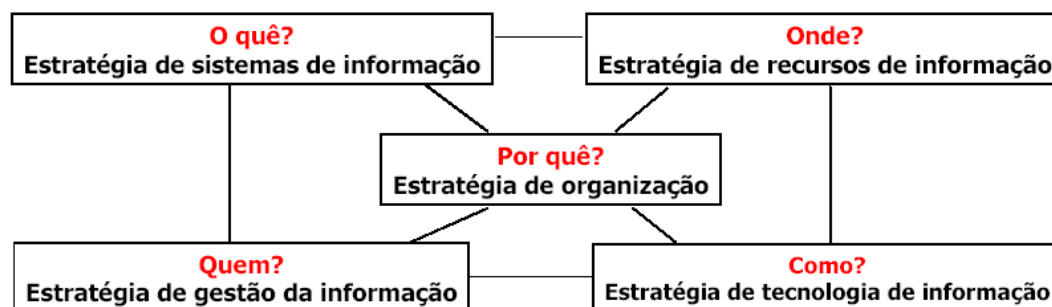 O quê?
Estratégia de sistemas de informação
Onde?
Estratégia de recursos de informação
Por quê?
Estratégia de organização
Quem?
Estratégia de gestão da informação
Como?
Estratégia de tecnologia de informação